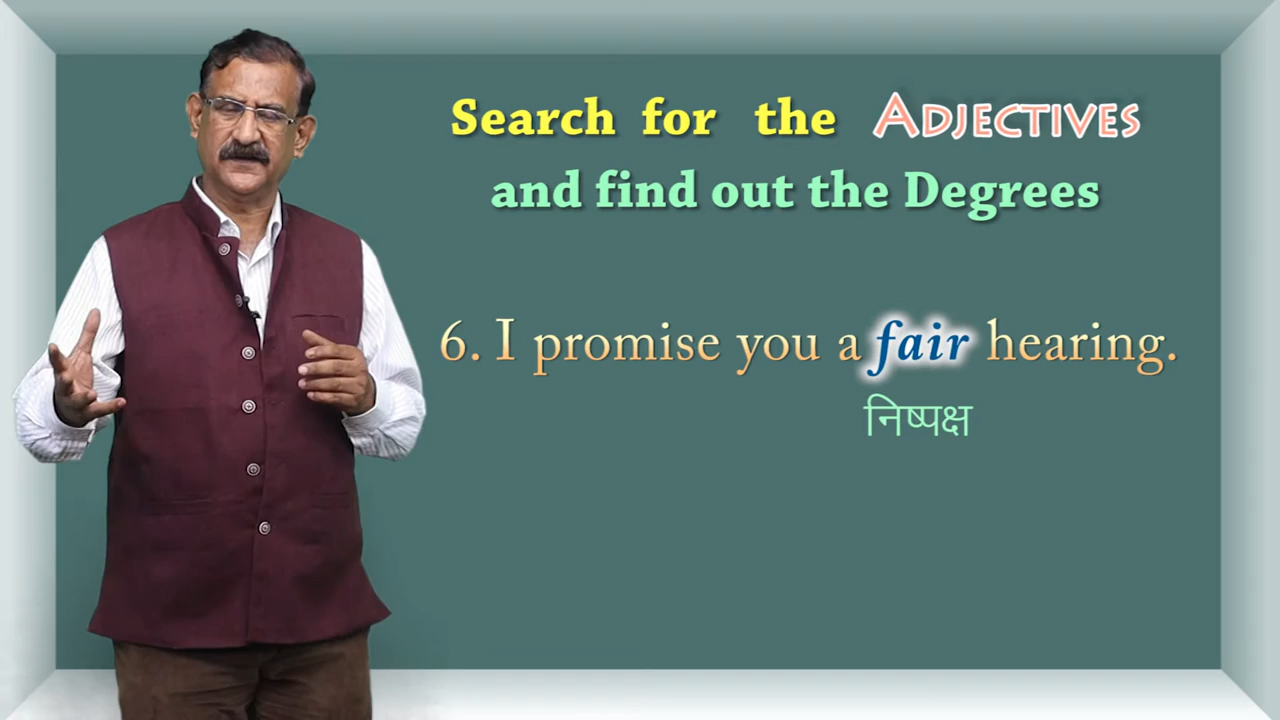 Search for the ADJECTIVES
and find out the Degrees
6. I promise you a fair hearing.
निष्पक्ष